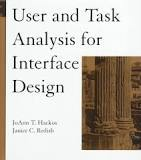 User and Task
Analysis for
Interface
Design
JoAnn T. Hackos
Janice C. Redish